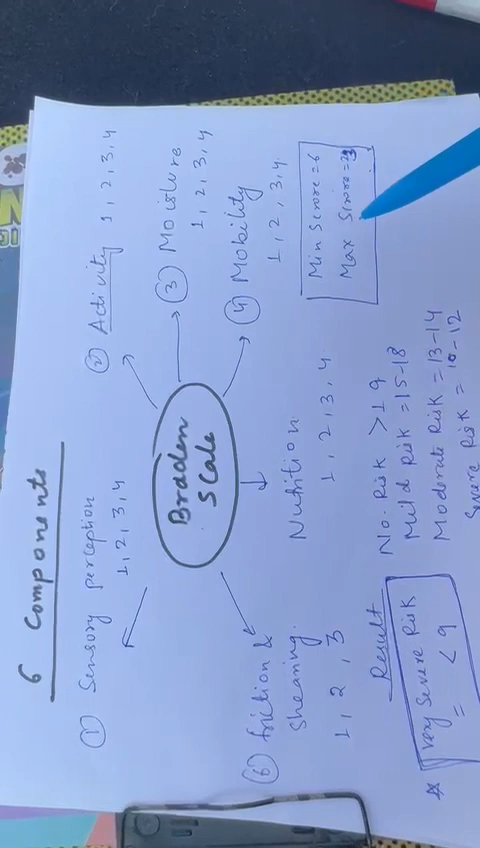 6 Components
① Sensory perception
1, 2, 3, 4
② Activity 1, 2, 3, 4
③ Moisture
1, 2, 3, 4
④ Mobility
1, 2, 3, 4
Braden
Scale
Nutrition
1, 2, 3, 4
⑥ friction &
shearing.
1, 2, 3
Min Score = 6
Max Score =
Result
No. Risk > 19
Mild Risk = 15-18
Moderate Risk = 13-14
Severe Risk = 10-12
Very Severe Risk
= < 9